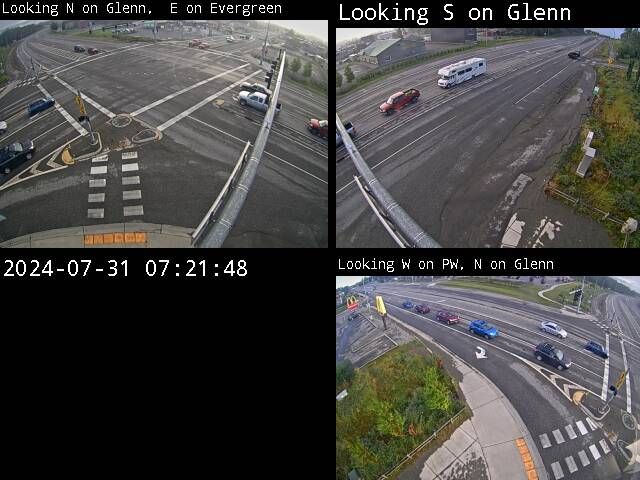 Looking N on Glenn,  E on Evergreen
Looking S on Glenn
2024-07-31 07:21:48
Looking W on PW, N on Glenn